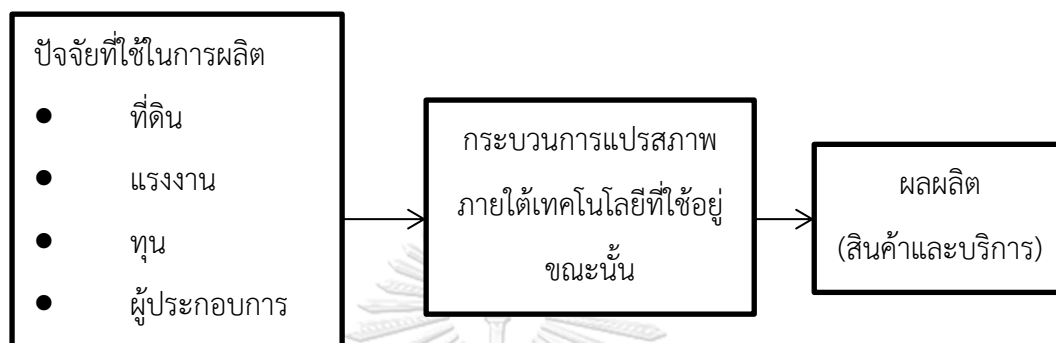 ปัจจัยที่ใช้ในการผลิต
● ที่ดิน
● แรงงาน
● ทุน
● ผู้ประกอบการ
กระบวนการแปรสภาพ
ภายใต้เทคโนโลยีที่ใช้อยู่
ขณะนั้น
ผลผลิต
(สินค้าและบริการ)